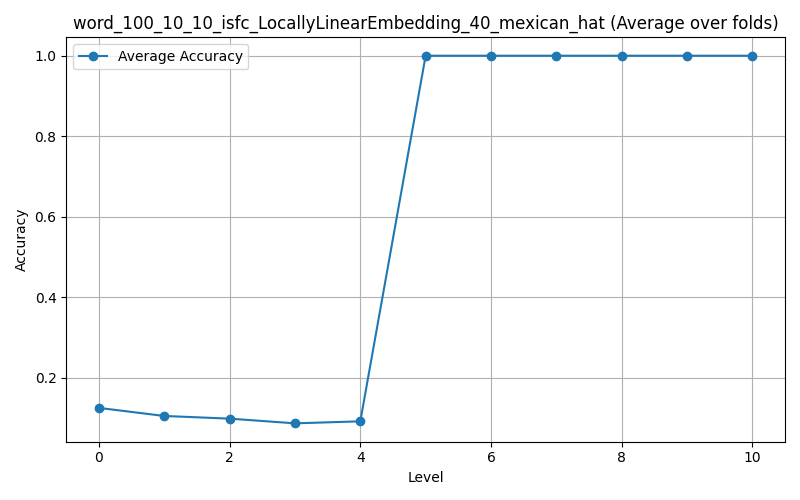 word_100_10_10_isfc_LocallyLinearEmbedding_40_mexican_hat (Average over folds)
Average Accuracy
1.0
0.8
0.6
0.4
0.2
Accuracy
0 2 4 6 8 10
Level